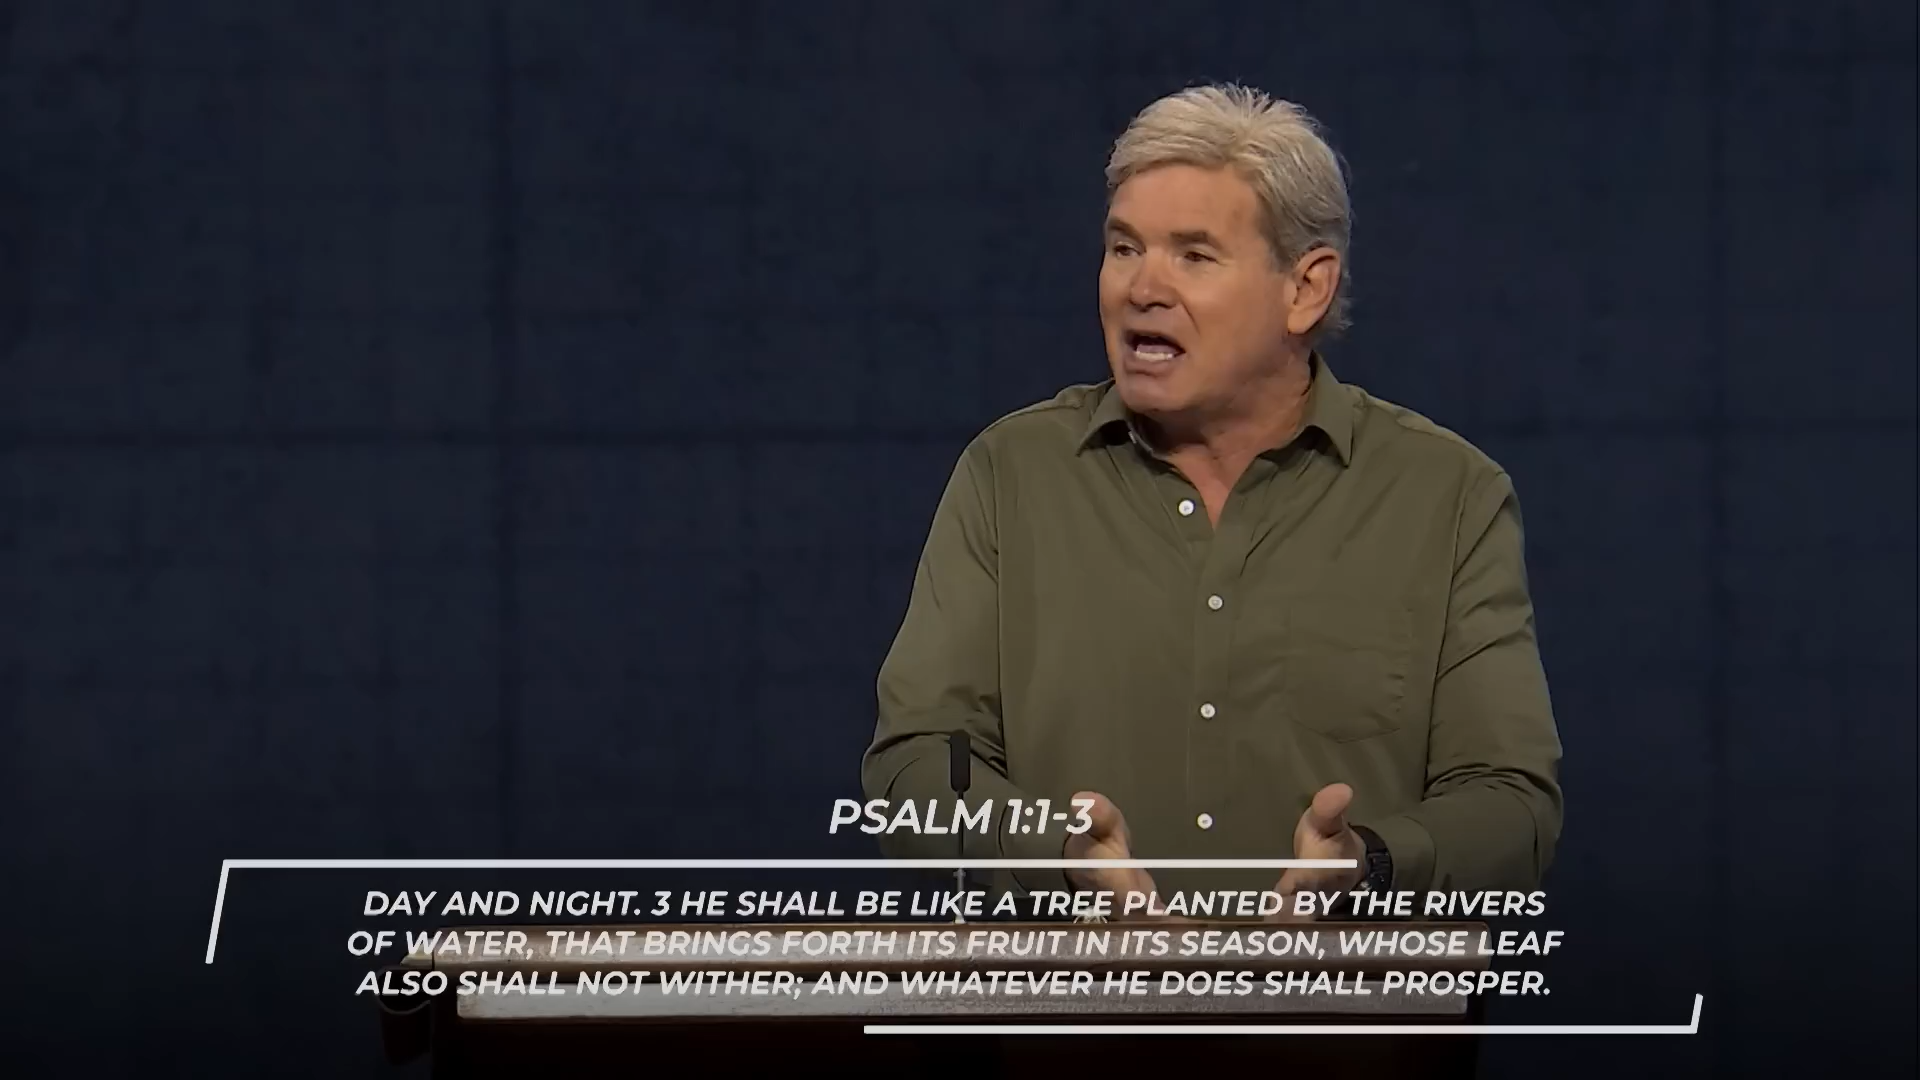 PSALM 1:1-3
DAY AND NIGHT. 3 HE SHALL BE LIKE A TREE PLANTED BY THE RIVERS
OF WATER, THAT BRINGS FORTH ITS FRUIT IN ITS SEASON, WHOSE LEAF
ALSO SHALL NOT WITHER; AND WHATEVER HE DOES SHALL PROSPER.